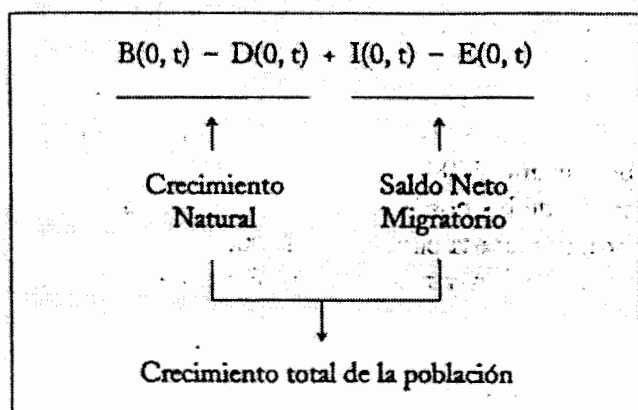 B(0, t) – D(0, t) + I(0, t) – E(0, t)
Crecimiento Natural
Saldo Neto Migratorio
Crecimiento total de la población